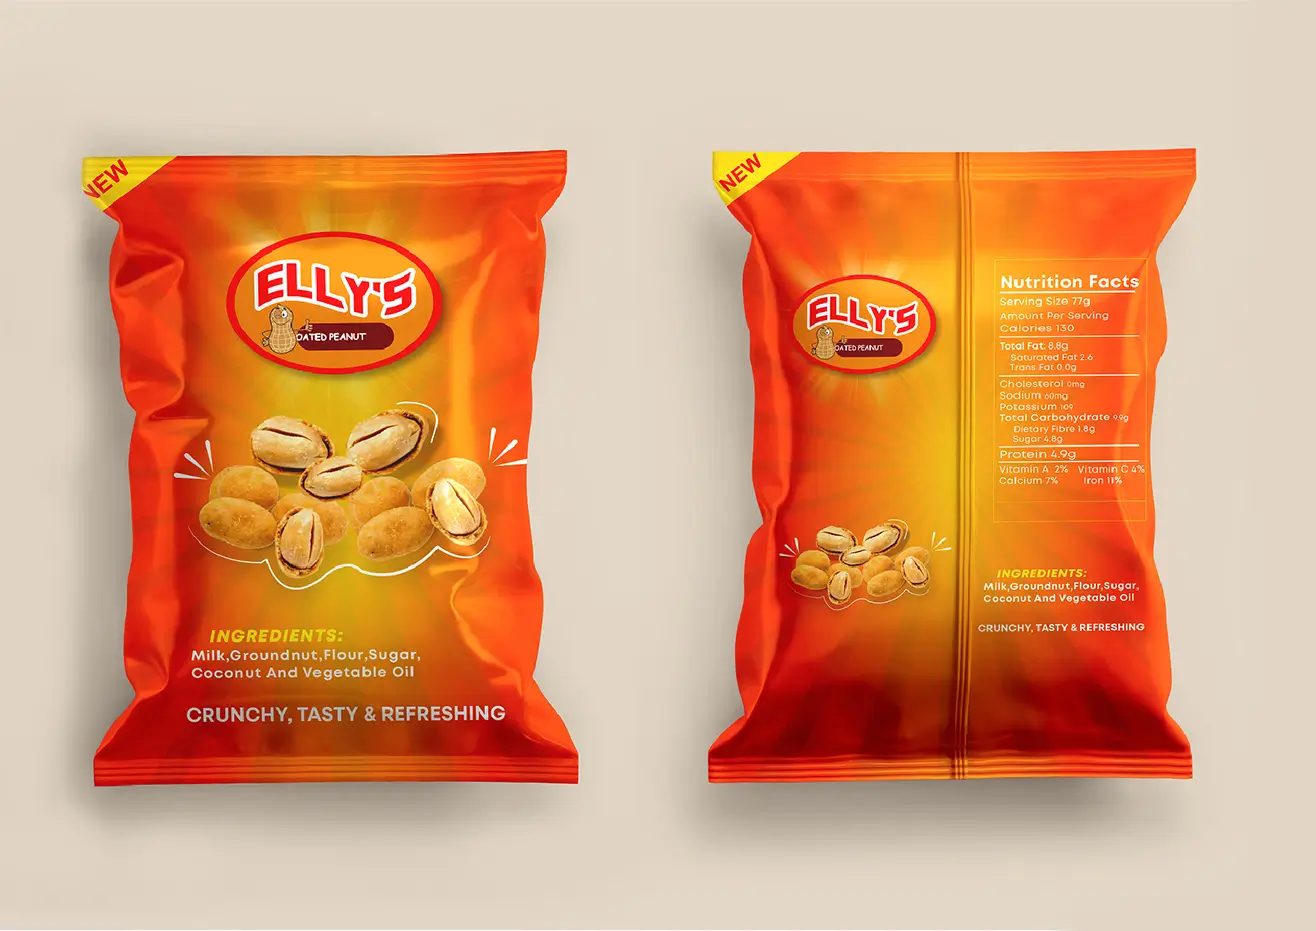 NEW
ELLY'S
OATED PEANUT
INGREDIENTS:
Milk,Groundnut,Flour,Sugar,
Coconut And Vegetable Oil
CRUNCHY, TASTY & REFRESHING
NEW
ELLY'S
OATED PEANUT
Nutrition Facts
Serving Size 77g
Amount Per Serving
Calories 130
Total Fat: 8.8g
Saturated Fat 2.6
Trans Fat 0.0g
Cholesterol 0mg
Sodium 60mg
Potassium 109
Total Carbohydrate 9.9g
Dietary Fibre 1.8g
Sugar 4.8g
Protein 4.9g
Vitamin A 2% Vitamin C 4%
Calcium 7% Iron 11%
INGREDIENTS:
Milk,Groundnut,Flour,Sugar,
Coconut And Vegetable Oil
CRUNCHY, TASTY & REFRESHING